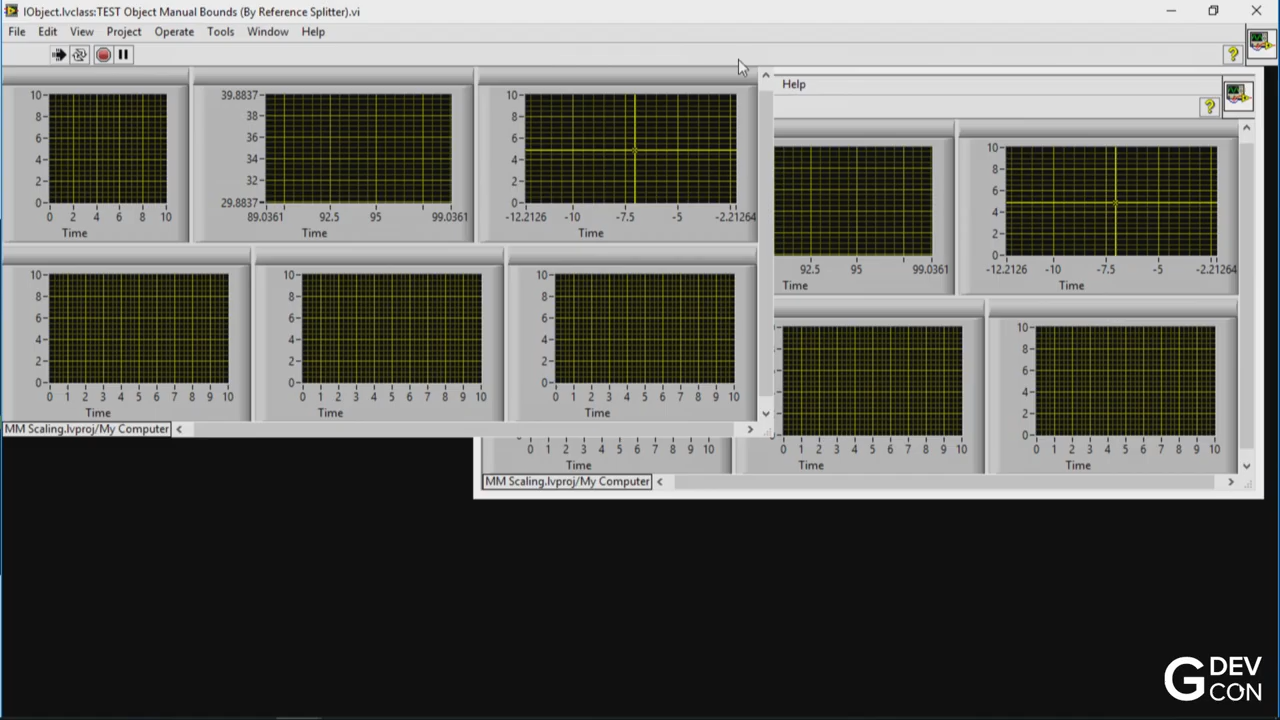 IObject.lvclass:TEST Object Manual Bounds (By Reference Splitter).vi
File Edit View Project Operate Tools Window Help
Help
10 8 6 4 2 0
0 2 4 6 8 10
Time
39.8837 38 36 34 32 29.8837
89.0361 92.5 95 99.0361
Time
10 8 6 4 2 0
-12.2126 -10 -7.5 -5 -2.21264
Time
92.5 95 99.0361
Time
10 8 6 4 2 0
-12.2126 -10 -7.5 -5 -2.21264
Time
10 8 6 4 2 0
0 1 2 3 4 5 6 7 8 9 10
Time
10 8 6 4 2 0
0 1 2 3 4 5 6 7 8 9 10
Time
10 8 6 4 2 0
0 1 2 3 4 5 6 7 8 9 10
Time
MM Scaling.lvproj/My Computer
0 1 2 3 4 5 6 7 8 9 10
Time
0 1 2 3 4 5 6 7 8 9 10
Time
10 8 6 4 2 0
0 1 2 3 4 5 6 7 8 9 10
Time
MM Scaling.lvproj/My Computer
G DEV
CON